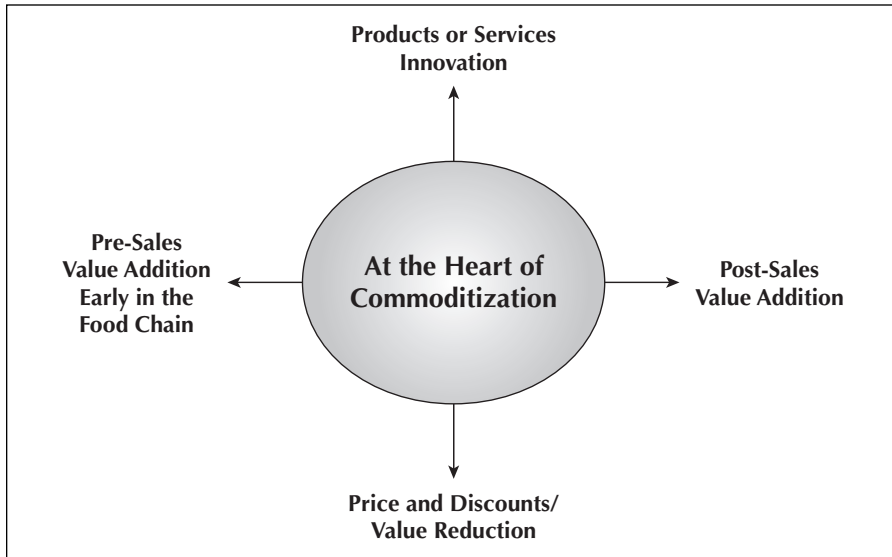 Products or Services
Innovation
Pre-Sales
Value Addition
Early in the
Food Chain
At the Heart of
Commoditization
Post-Sales
Value Addition
Price and Discounts/
Value Reduction